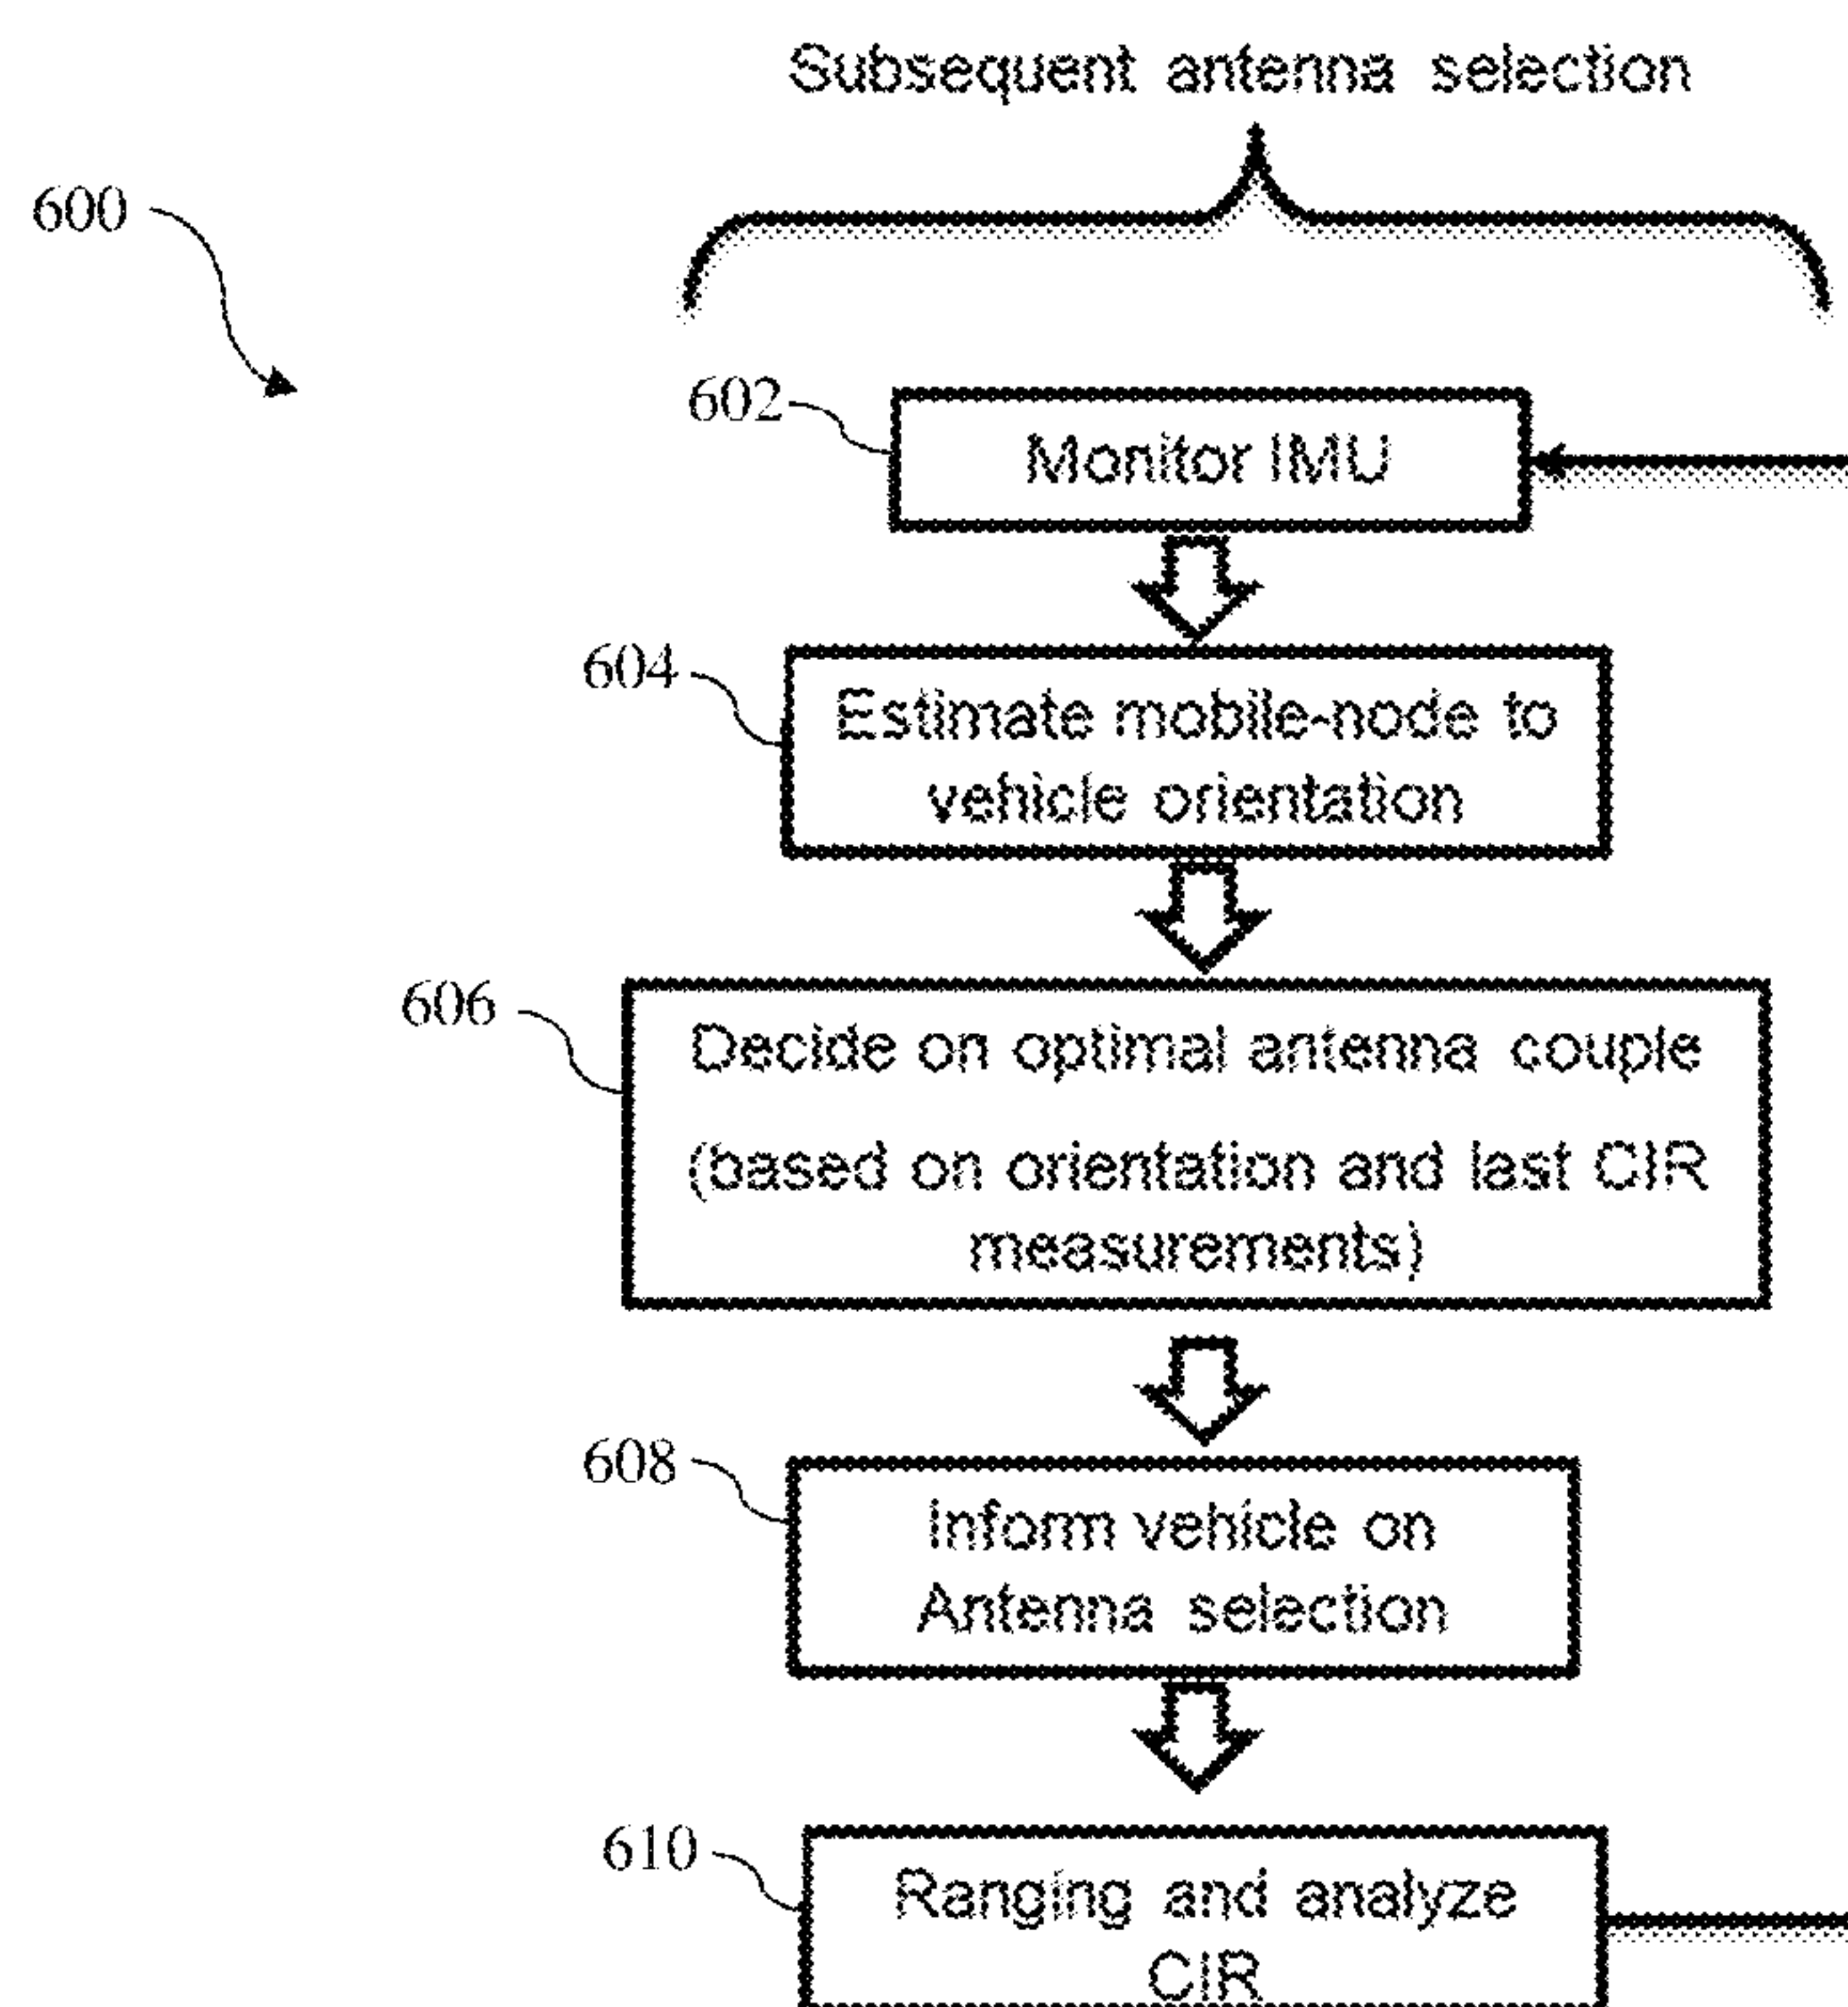 Subsequent antenna selection
600
602
Monitor IMU
604
Estimate mobile-node to
vehicle orientation
606
Decide on optimal antenna couple
(based on orientation and last CIR
measurements)
608
Inform vehicle on
Antenna selection
610
Ranging and analyze
CIR